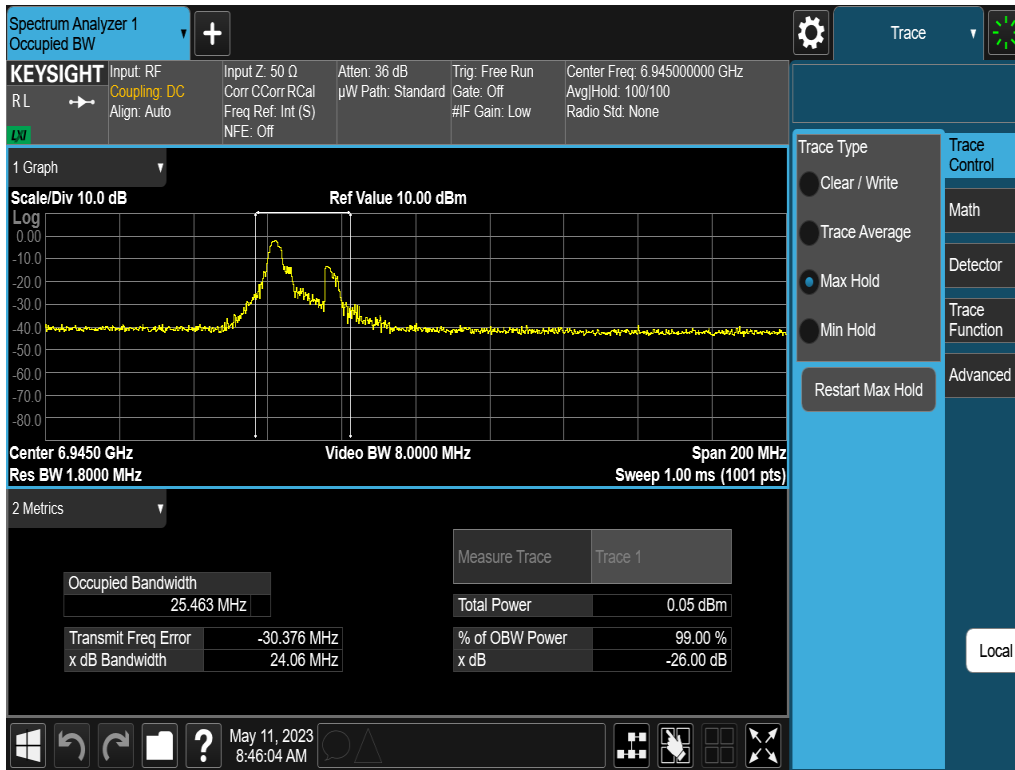 Spectrum Analyzer 1
Occupied BW
+
Trace
KEYSIGHT
Input: RF
Input Z: 50 Ω
Atten: 36 dB
Trig: Free Run
Center Freq: 6.945000000 GHz
R L
Coupling: DC
Corr CCorr RCal
µW Path: Standard
Gate: Off
Avg|Hold: 100/100
Align: Auto
Freq Ref: Int (S)
#IF Gain: Low
Radio Std: None
LXI
NFE: Off
1 Graph
Scale/Div 10.0 dB
Ref Value 10.00 dBm
Log
0.00
-10.0
-20.0
-30.0
-40.0
-50.0
-60.0
-70.0
-80.0
Center 6.9450 GHz
Video BW 8.0000 MHz
Span 200 MHz
Res BW 1.8000 MHz
Sweep 1.00 ms (1001 pts)
2 Metrics
Measure Trace
Trace 1
Occupied Bandwidth
25.463 MHz
Total Power
0.05 dBm
Transmit Freq Error
-30.376 MHz
% of OBW Power
99.00 %
x dB Bandwidth
24.06 MHz
x dB
-26.00 dB
Trace Type
Clear / Write
Trace Average
Max Hold
Min Hold
Restart Max Hold
Trace
Control
Math
Detector
Trace
Function
Advanced
Local
?
May 11, 2023
8:46:04 AM